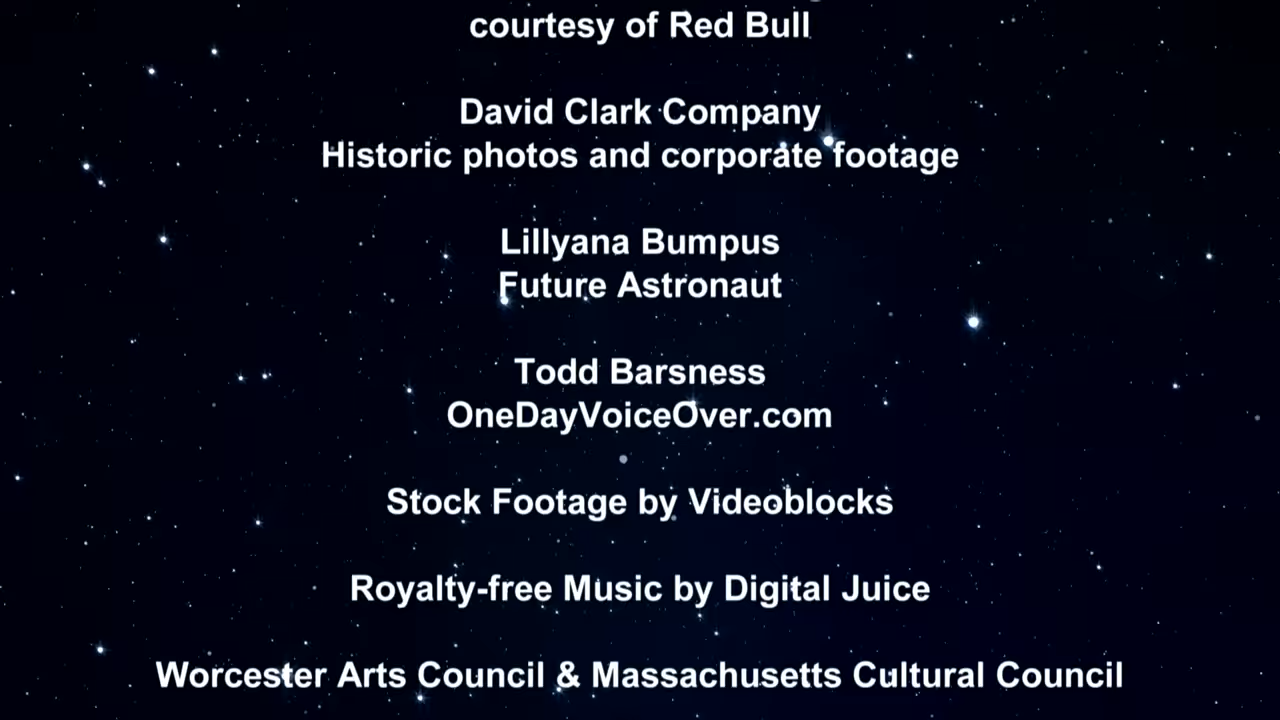 courtesy of Red Bull
David Clark Company
Historic photos and corporate footage
Lillyana Bumpus
Future Astronaut
Todd Barsness
OneDayVoiceOver.com
Stock Footage by Videoblocks
Royalty-free Music by Digital Juice
Worcester Arts Council & Massachusetts Cultural Council